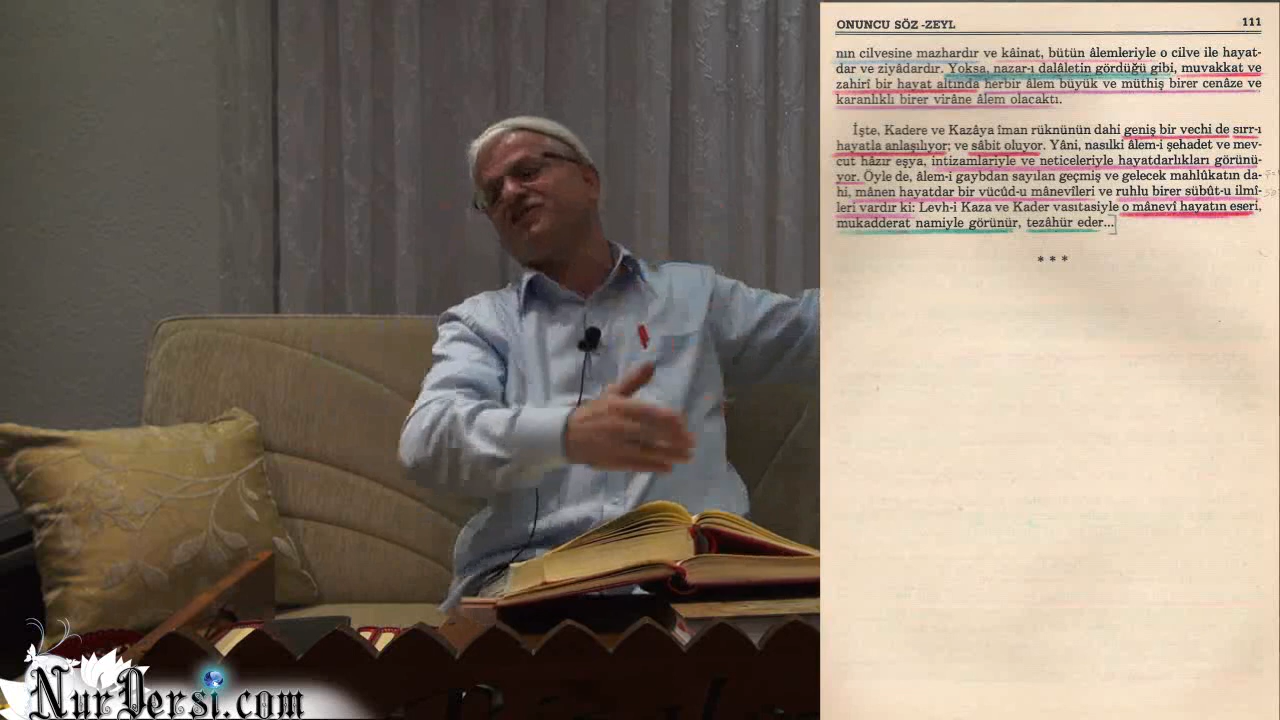 ONUNCU SÖZ -ZEYL 111
nın cilvesine mazhardır ve kâinat, bütün âlemleriyle o cilve ile hayat-
dar ve ziyâdardır. Yoksa, nazar-ı dalâletin gördüğü gibi, muvakkat ve
zahirî bir hayat altında herbir âlem büyük ve müthiş birer cenâze ve
karanlıklı birer virâne âlem olacaktı.
İşte, Kadere ve Kazâya îman rüknünün dahi geniş bir vechi de sırr-ı
hayatla anlaşılıyor; ve sâbit oluyor. Yâni, nasılki âlem-i şehadet ve mev-
cut hâzır eşya, intizamlariyle ve neticeleriyle hayatdarlıkları görünü-
yor. Öyle de, âlem-i gaybdan sayılan geçmiş ve gelecek mahlûkatın da-
hi, mânen hayatdar bir vücûd-u mânevîleri ve ruhlu birer sübût-u ilmî-
leri vardır ki: Levh-i Kaza ve Kader vasıtasiyle o mânevî hayatın eseri,
mukadderat namiyle görünür, tezâhür eder...
* * *
NurDersi.com